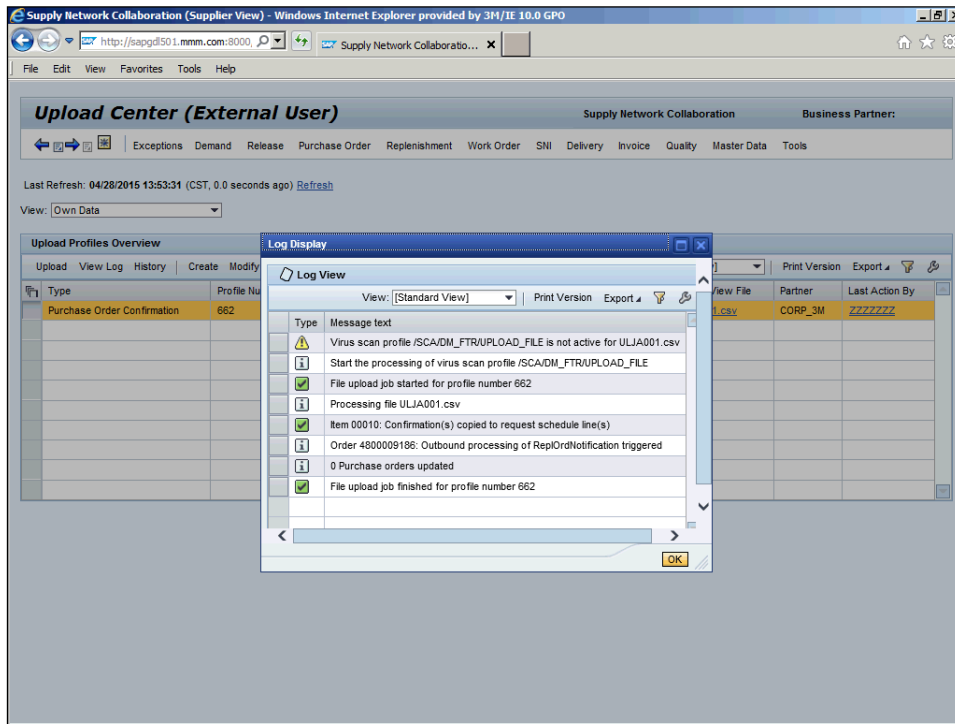 Supply Network Collaboration (Supplier View) - Windows Internet Explorer provided by 3M/IE 10.0 GPO
http://sapgdl501.mmm.com:8000, Supply Network Collaboratio...
File Edit View Favorites Tools Help
Upload Center (External User) Supply Network Collaboration Business Partner:
Exceptions Demand Release Purchase Order Replenishment Work Order SNI Delivery Invoice Quality Master Data Tools
Last Refresh: 04/28/2015 13:53:31 (CST, 0.0 seconds ago) Refresh
View: Own Data
Upload Profiles Overview
Upload View Log History Create Modify Print Version Export
Type Profile Nu View File Partner Last Action By
Purchase Order Confirmation 662 1.csv CORP_3M ZZZZZZZ
Log Display
Log View
View: [Standard View] Print Version Export
Type Message text
Virus scan profile /SCA/DM_FTR/UPLOAD_FILE is not active for ULJA001.csv
Start the processing of virus scan profile /SCA/DM_FTR/UPLOAD_FILE
File upload job started for profile number 662
Processing file ULJA001.csv
Item 00010: Confirmation(s) copied to request schedule line(s)
Order 4800009186: Outbound processing of ReplOrdNotification triggered
0 Purchase orders updated
File upload job finished for profile number 662
OK